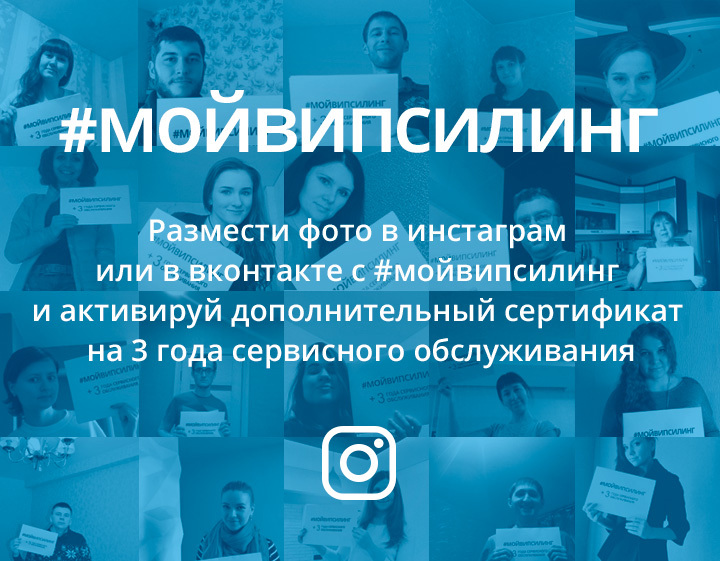 #МОЙВИПСИЛИНГ
Размести фото в инстаграм
или в вконтакте с #мойвипсилинг
и активируй дополнительный сертификат
на 3 года сервисного обслуживания